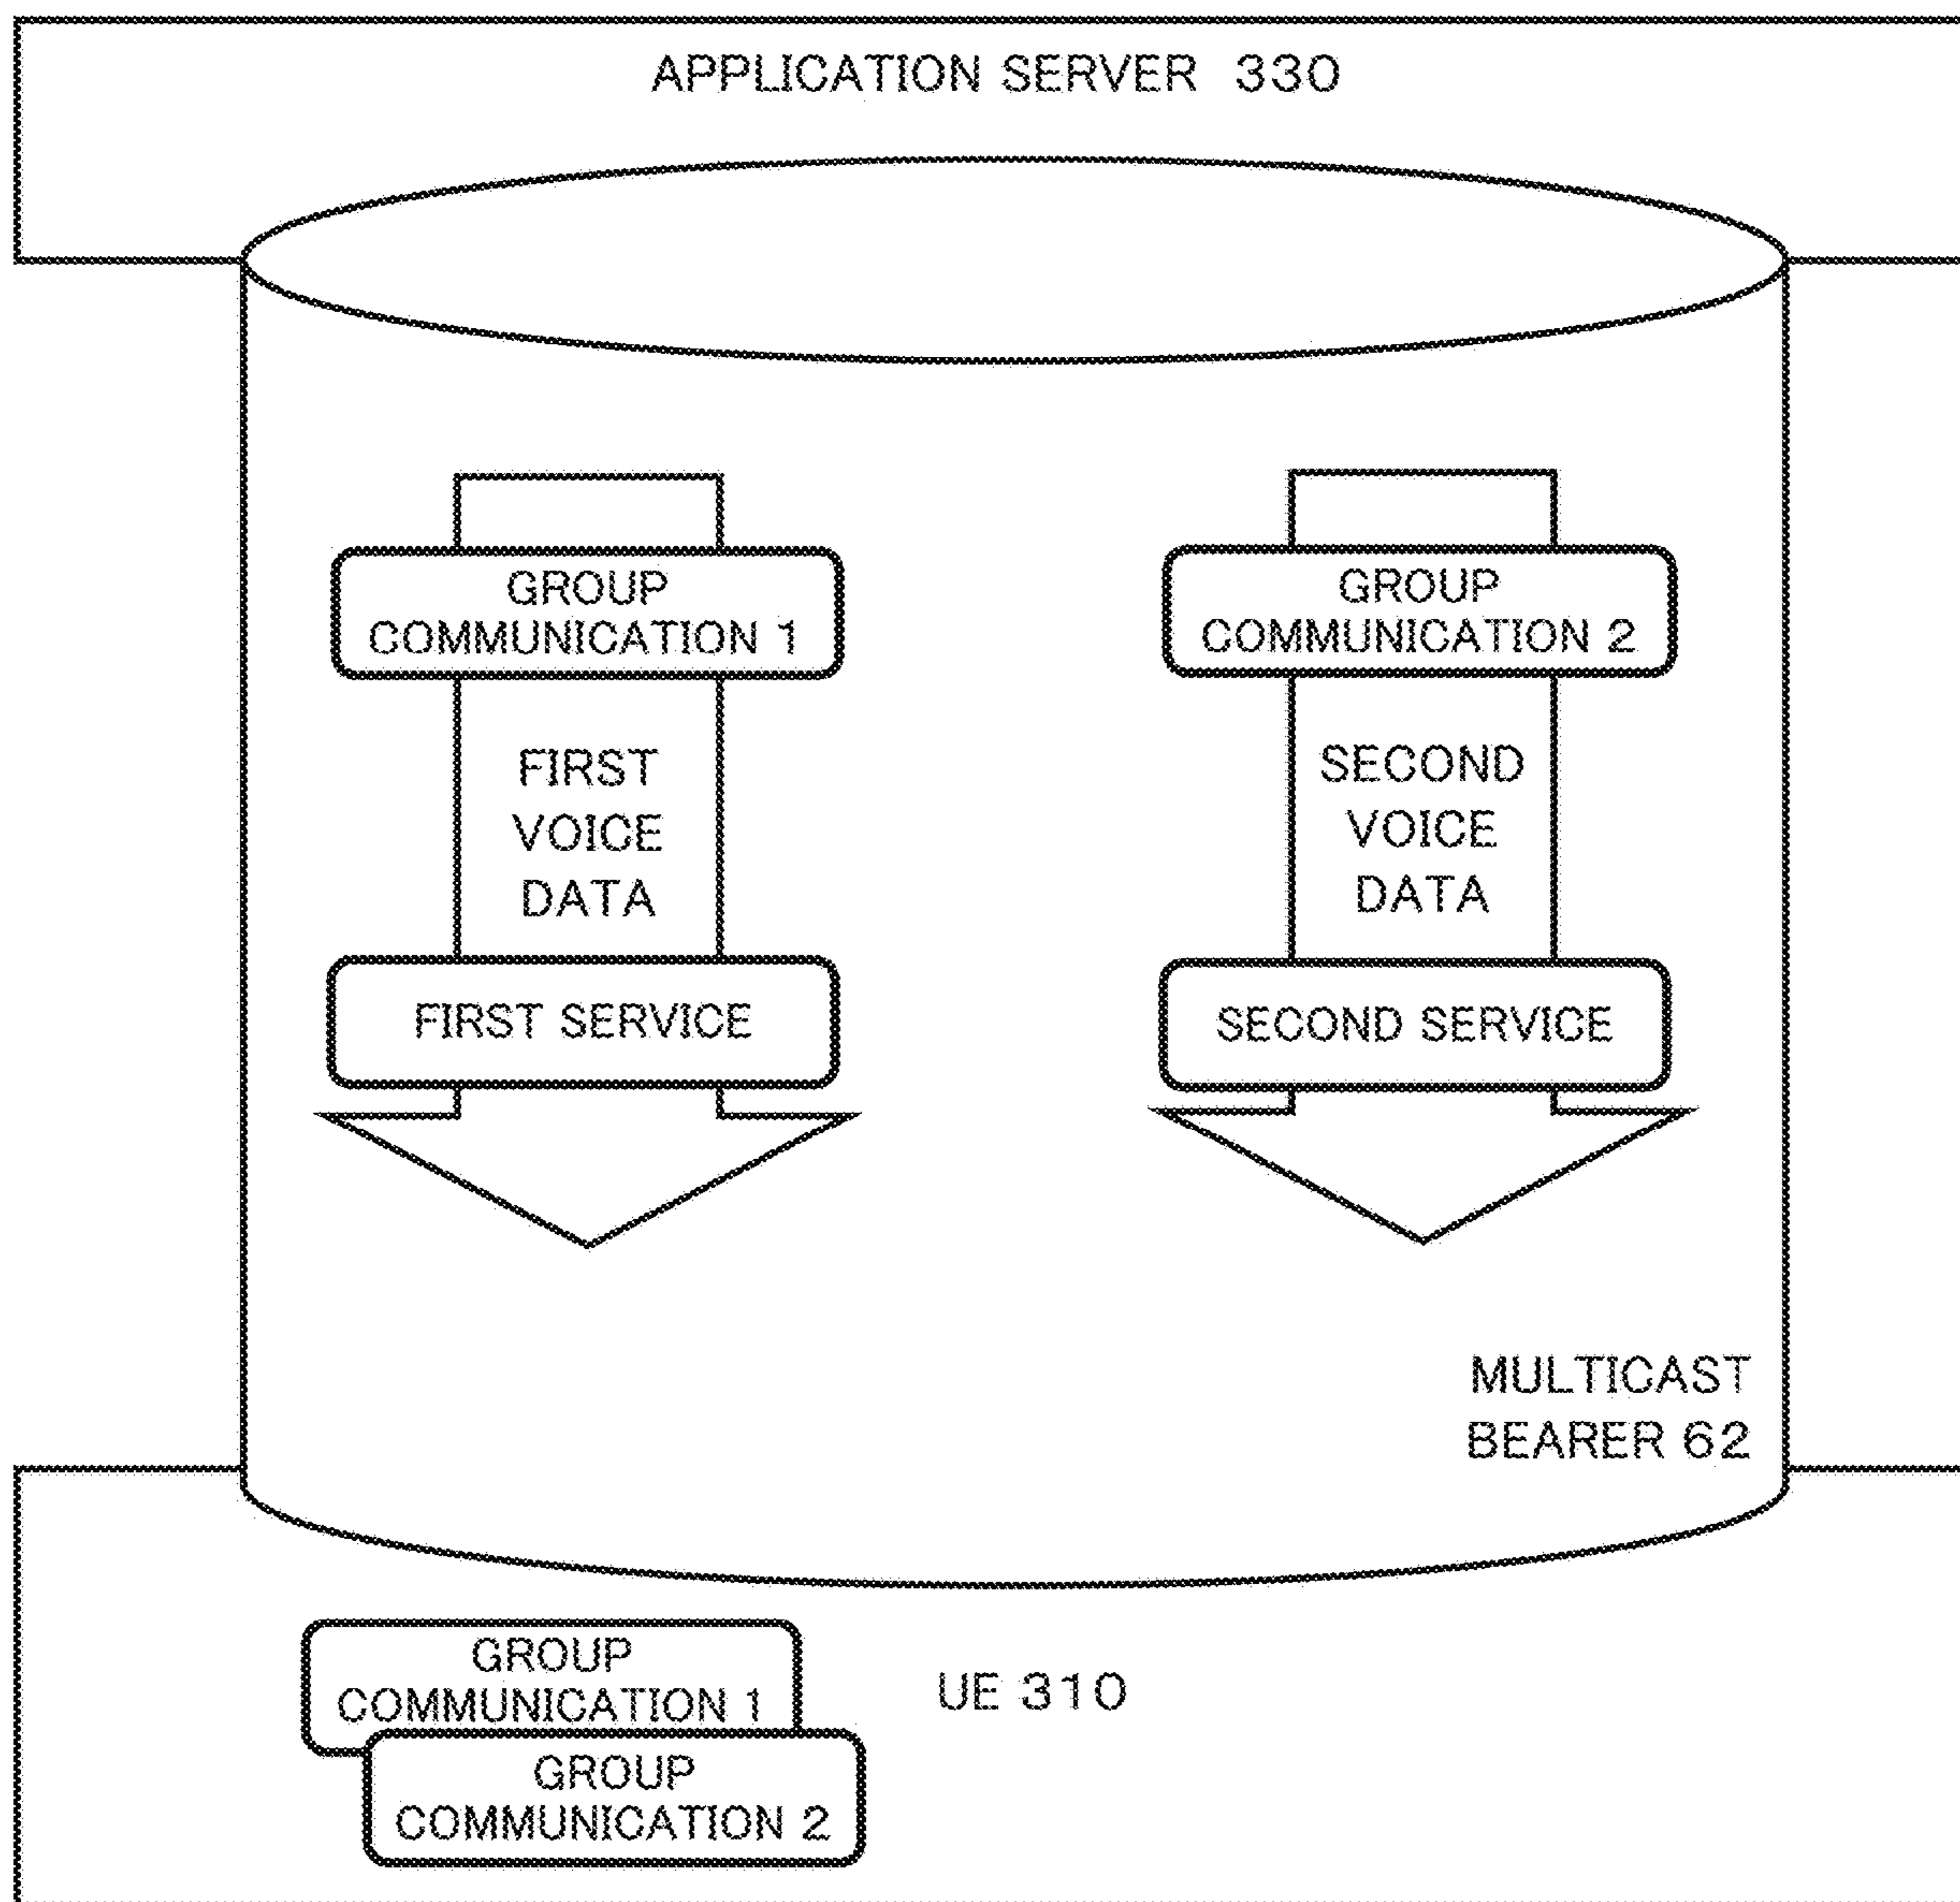 APPLICATION SERVER 330
GROUP
COMMUNICATION 1
FIRST
VOICE
DATA
FIRST SERVICE
GROUP
COMMUNICATION 2
SECOND
VOICE
DATA
SECOND SERVICE
MULTICAST
BEARER 62
GROUP
COMMUNICATION 1
GROUP
COMMUNICATION 2
UE 310